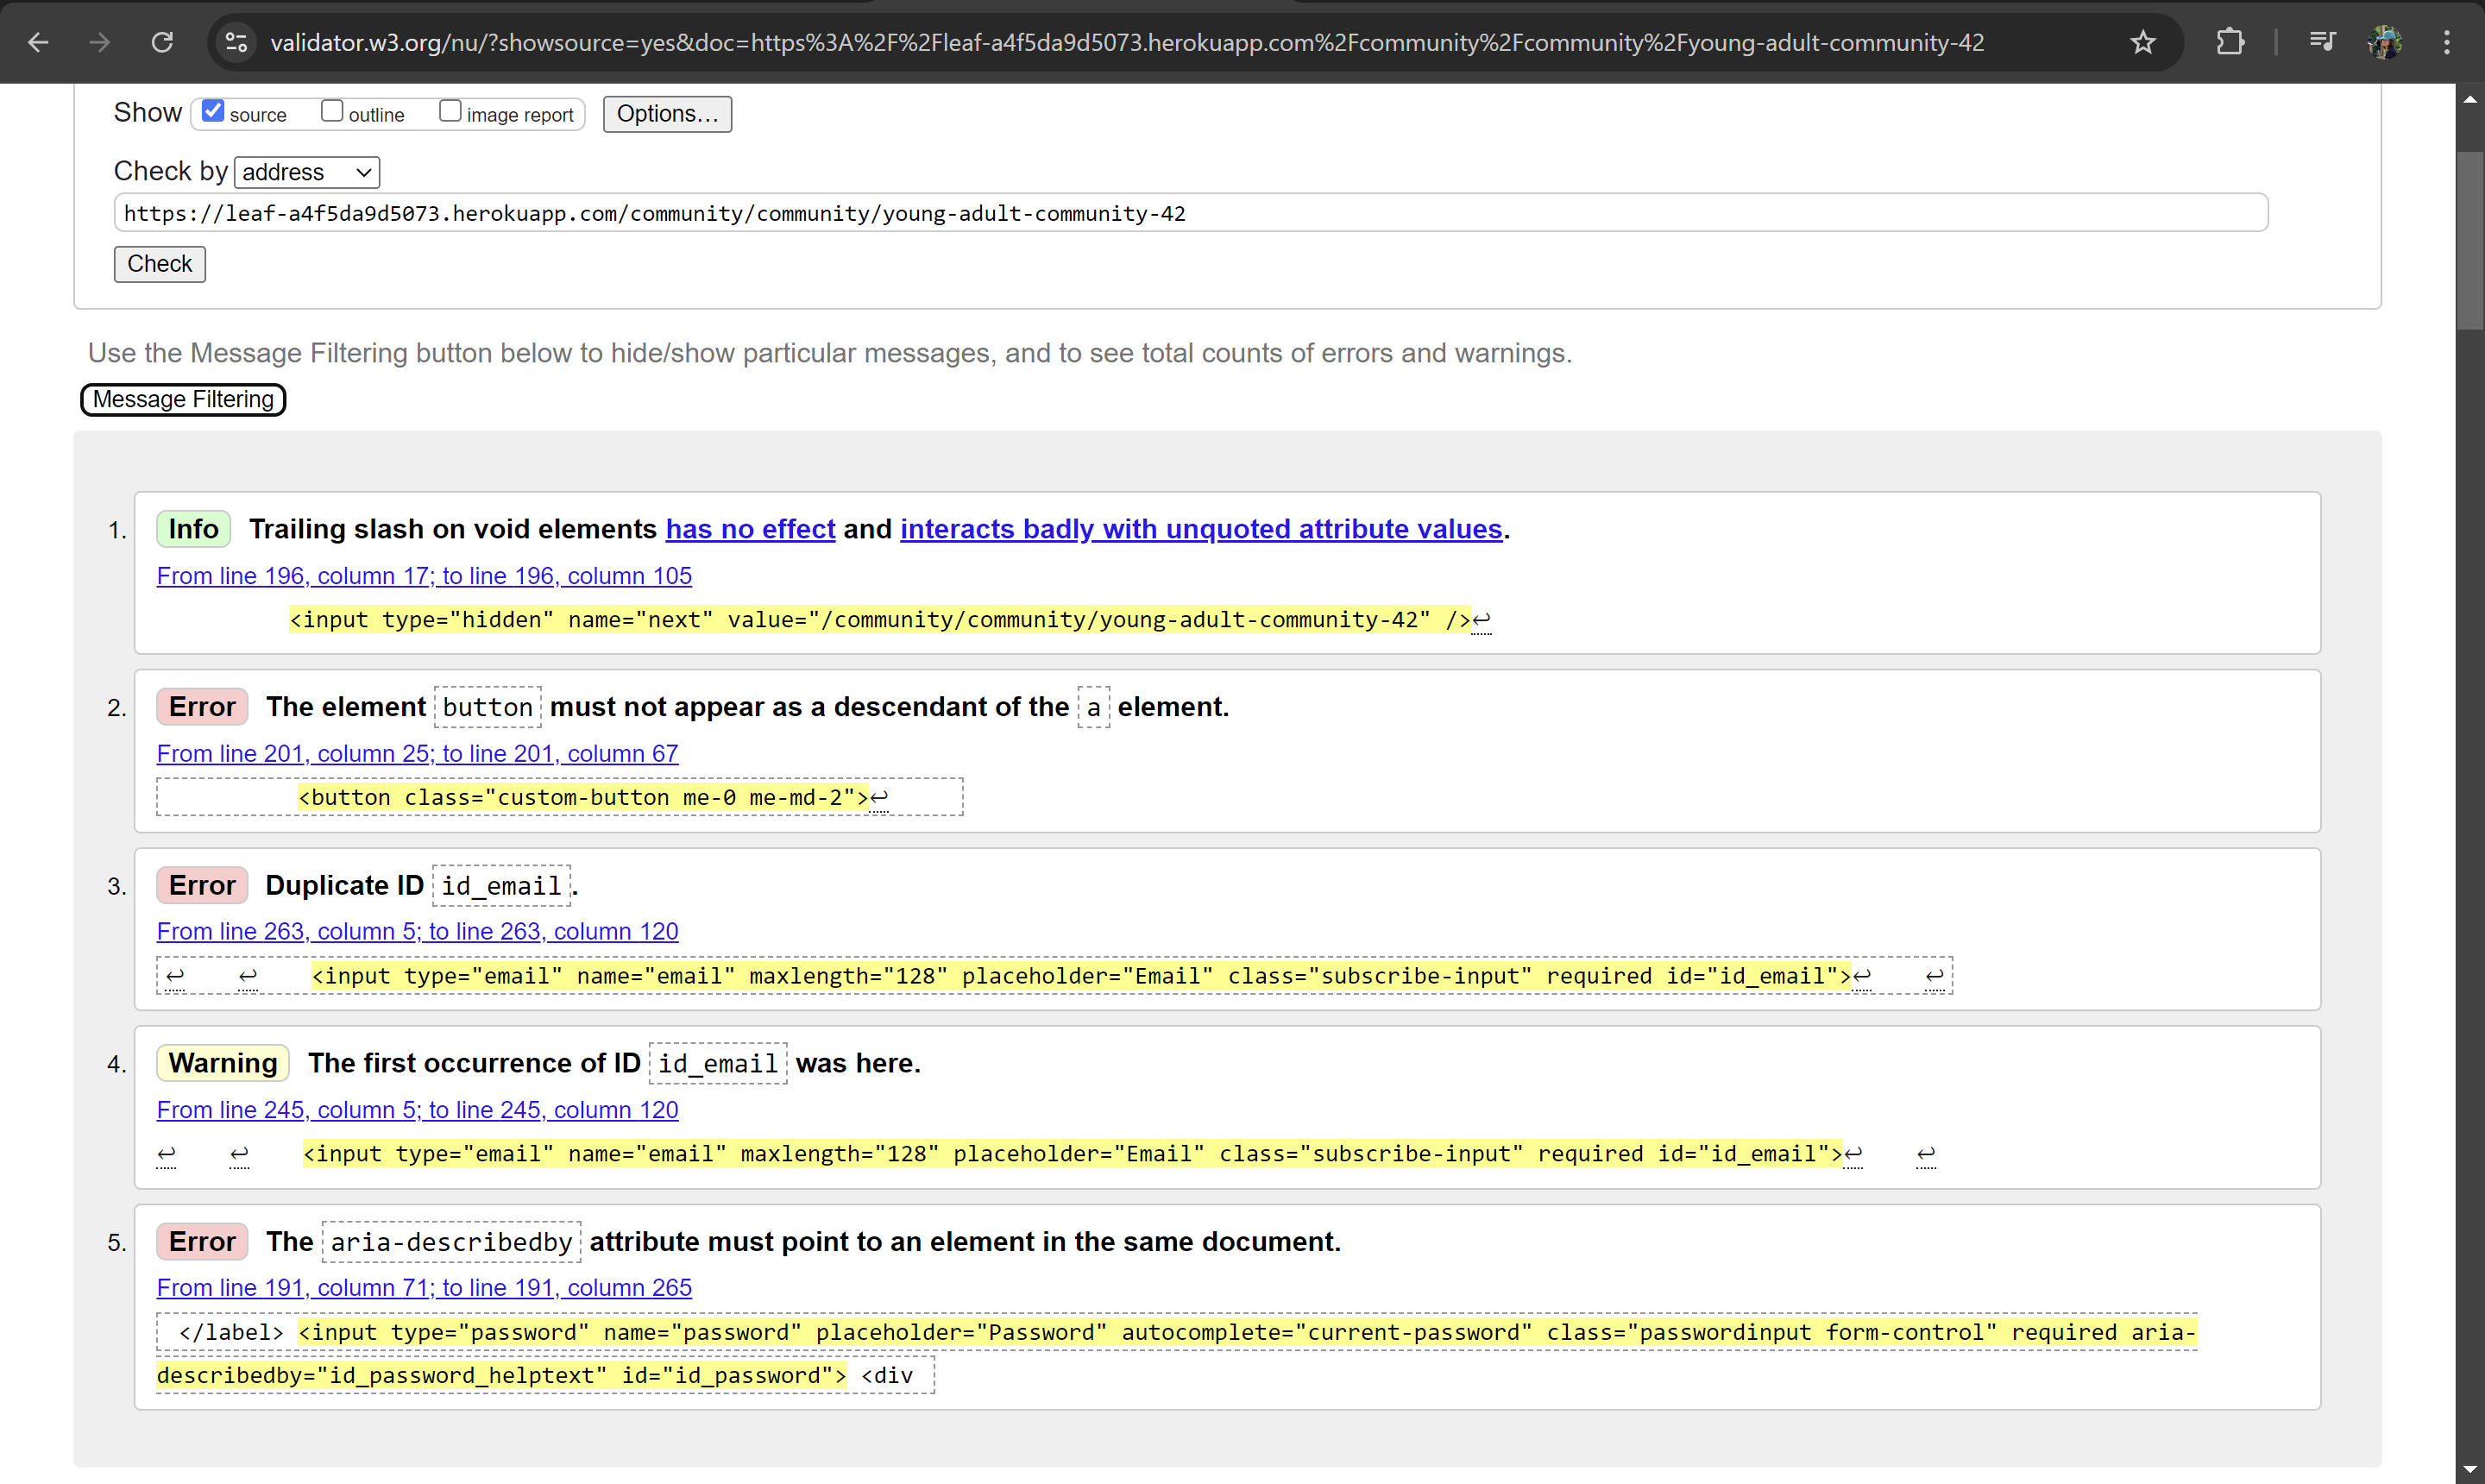 validator.w3.org/nu/?showsource=yes&doc=https%3A%2F%2Fleaf-a4f5da9d5073.herokuapp.com%2Fcommunity%2Fcommunity%2Fyoung-adult-community-42
Show source outline image report Options...
Check by address
https://leaf-a4f5da9d5073.herokuapp.com/community/community/young-adult-community-42
Check
Use the Message Filtering button below to hide/show particular messages, and to see total counts of errors and warnings.
Message Filtering
1. Info Trailing slash on void elements has no effect and interacts badly with unquoted attribute values.
From line 196, column 17; to line 196, column 105
<input type="hidden" name="next" value="/community/community/young-adult-community-42" />↩
2. Error The element button must not appear as a descendant of the a element.
From line 201, column 25; to line 201, column 67
<button class="custom-button me-0 me-md-2">↩
3. Error Duplicate ID id_email.
From line 263, column 5; to line 263, column 120
↩ ↩ <input type="email" name="email" maxlength="128" placeholder="Email" class="subscribe-input" required id="id_email">↩ ↩
4. Warning The first occurrence of ID id_email was here.
From line 245, column 5; to line 245, column 120
↩ ↩ <input type="email" name="email" maxlength="128" placeholder="Email" class="subscribe-input" required id="id_email">↩ ↩
5. Error The aria-describedby attribute must point to an element in the same document.
From line 191, column 71; to line 191, column 265
</label> <input type="password" name="password" placeholder="Password" autocomplete="current-password" class="passwordinput form-control" required aria-
describedby="id_password_helptext" id="id_password"> <div